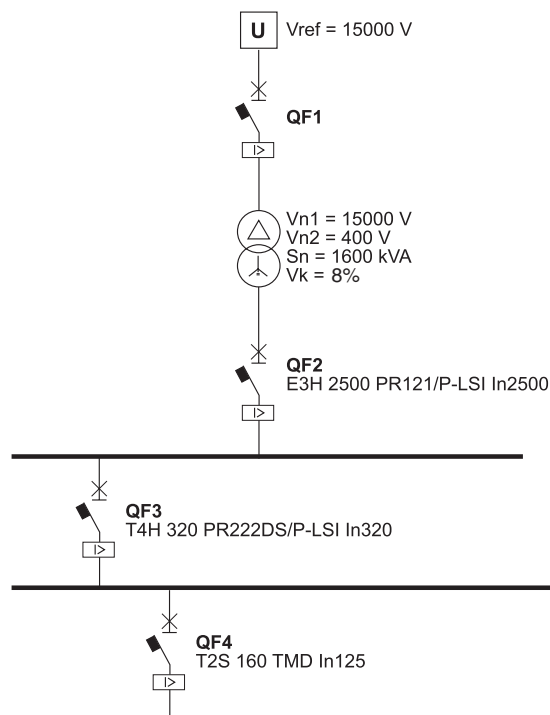 U
Vref = 15000 V
QF1
I>
Vn1 = 15000 V
Vn2 = 400 V
Sn = 1600 kVA
Vk = 8%
QF2
E3H 2500 PR121/P-LSI In2500
I>
QF3
T4H 320 PR222DS/P-LSI In320
I>
QF4
T2S 160 TMD In125
I>